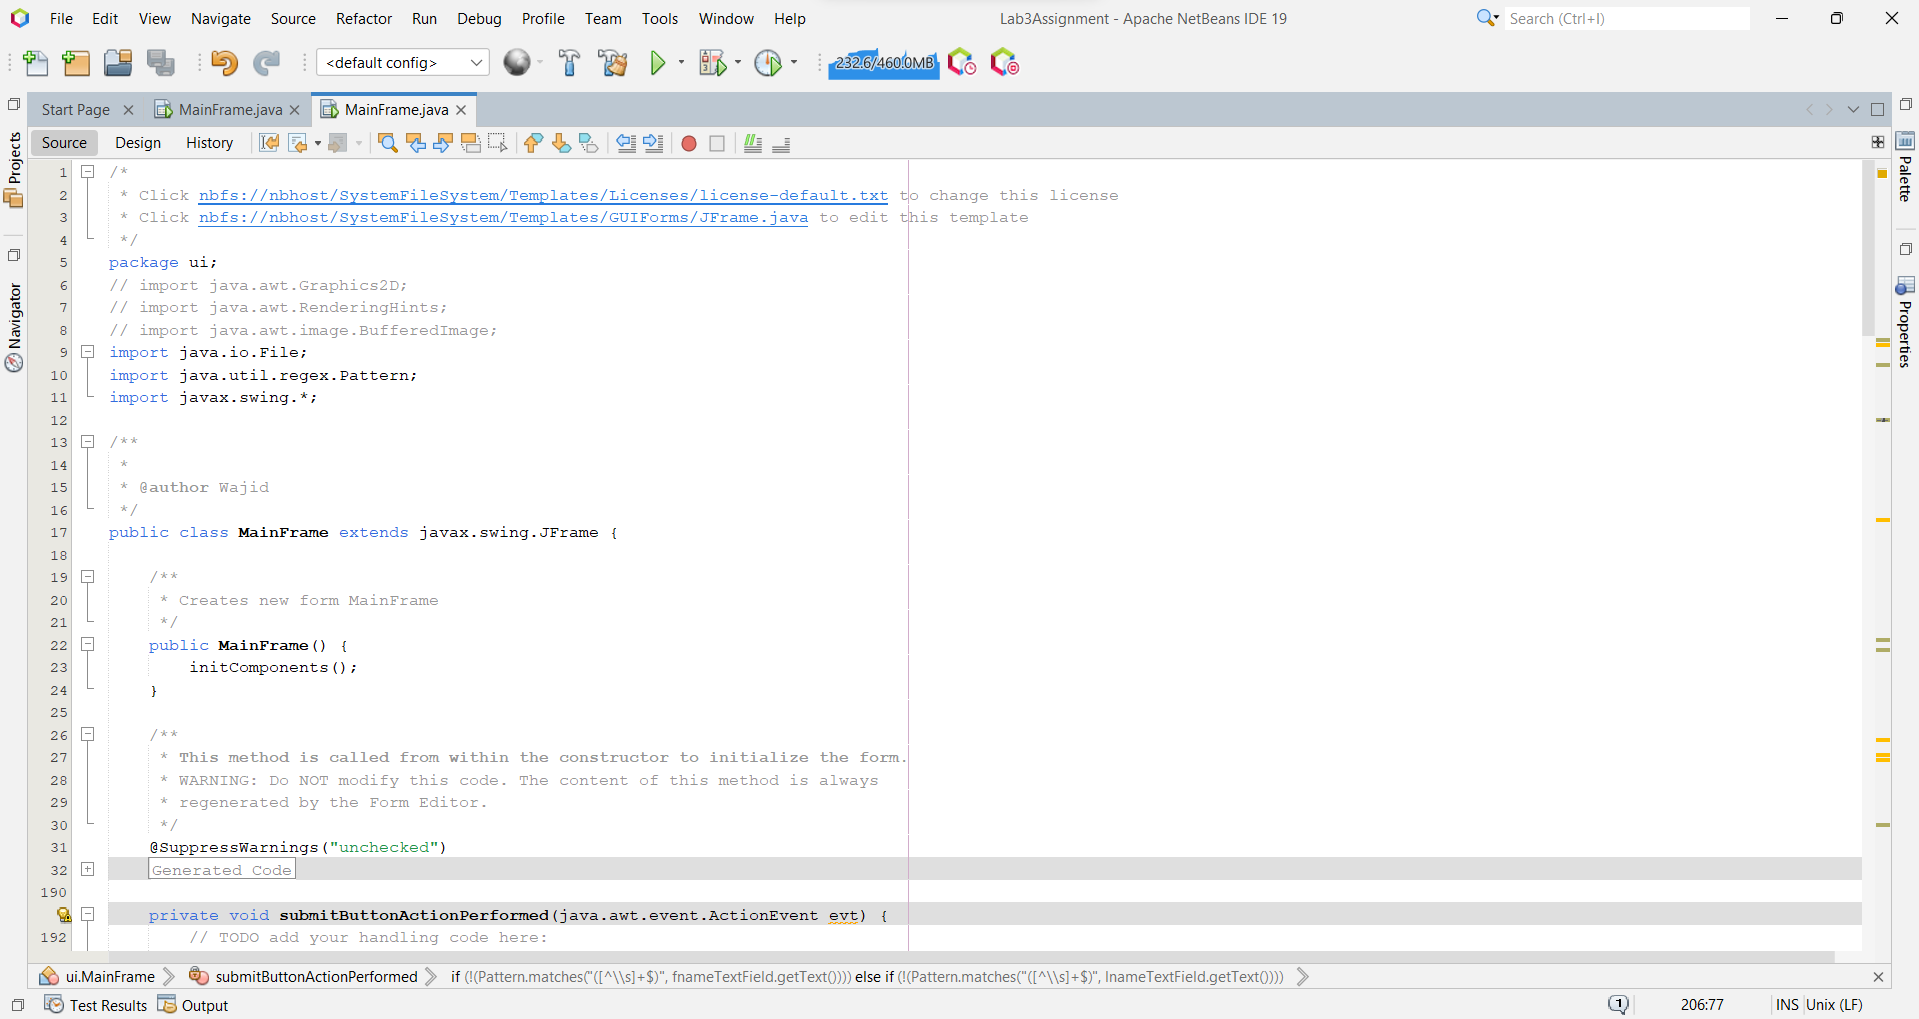 File Edit View Navigate Source Refactor Run Debug Profile Team Tools Window Help
Lab3Assignment - Apache NetBeans IDE 19
Search (Ctrl+I)
<default config>
232.6/460.0MB
Start Page
MainFrame.java
MainFrame.java
Source Design History
Projects
Navigator
Palette
Properties
1 /*
2 * Click nbfs://nbhost/SystemFileSystem/Templates/Licenses/license-default.txt to change this license
3 * Click nbfs://nbhost/SystemFileSystem/Templates/GUIForms/JFrame.java to edit this template
4 */
5 package ui;
6 // import java.awt.Graphics2D;
7 // import java.awt.RenderingHints;
8 // import java.awt.image.BufferedImage;
9 import java.io.File;
10 import java.util.regex.Pattern;
11 import javax.swing.*;
12
13 /**
14 *
15 * @author Wajid
16 */
17 public class MainFrame extends javax.swing.JFrame {
18
19 /**
20 * Creates new form MainFrame
21 */
22 public MainFrame() {
23 initComponents();
24 }
25
26 /**
27 * This method is called from within the constructor to initialize the form.
28 * WARNING: Do NOT modify this code. The content of this method is always
29 * regenerated by the Form Editor.
30 */
31 @SuppressWarnings("unchecked")
32 Generated Code
190
private void submitButtonActionPerformed(java.awt.event.ActionEvent evt) {
192 // TODO add your handling code here:
ui.MainFrame submitButtonActionPerformed if (!(Pattern.matches("([^\\s]+$)", fnameTextField.getText()))) else if (!(Pattern.matches("([^\\s]+$)", lnameTextField.getText())))
Test Results Output
1 206:77 INS Unix (LF)